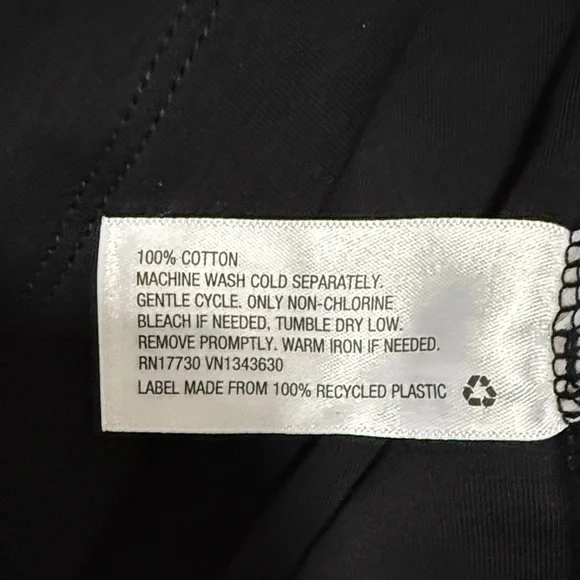 100% COTTON
MACHINE WASH COLD SEPARATELY.
GENTLE CYCLE. ONLY NON-CHLORINE
BLEACH IF NEEDED, TUMBLE DRY LOW.
REMOVE PROMPTLY. WARM IRON IF NEEDED.
RN17730 VN1343630
LABEL MADE FROM 100% RECYCLED PLASTIC